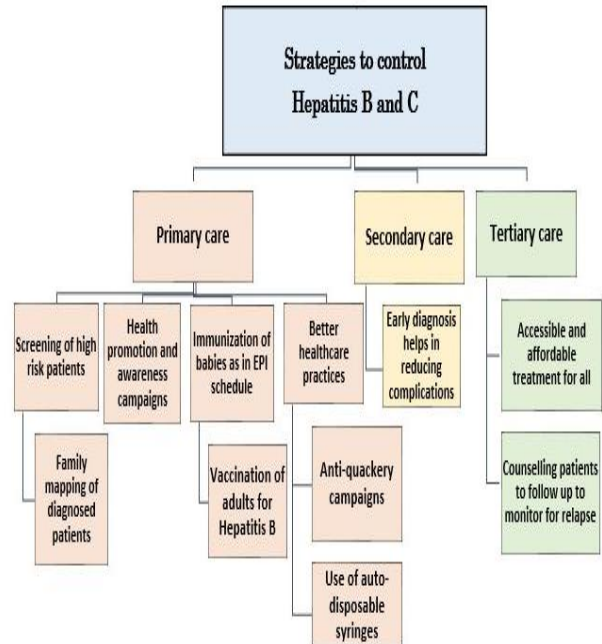 Strategies to control
Hepatitis B and C
Primary care
Secondary care
Tertiary care
Screening of high
risk patients
Health
promotion and
awareness
campaigns
Immunization of
babies as in EPI
schedule
Better
healthcare
practices
Early diagnosis
helps in
reducing
complications
Accessible and
affordable
treatment for all
Family
mapping of
diagnosed
patients
Vaccination of
adults for
Hepatitis B
Anti-quackery
campaigns
Counselling patients
to follow up to
monitor for relapse
Use of auto-
disposable
syringes